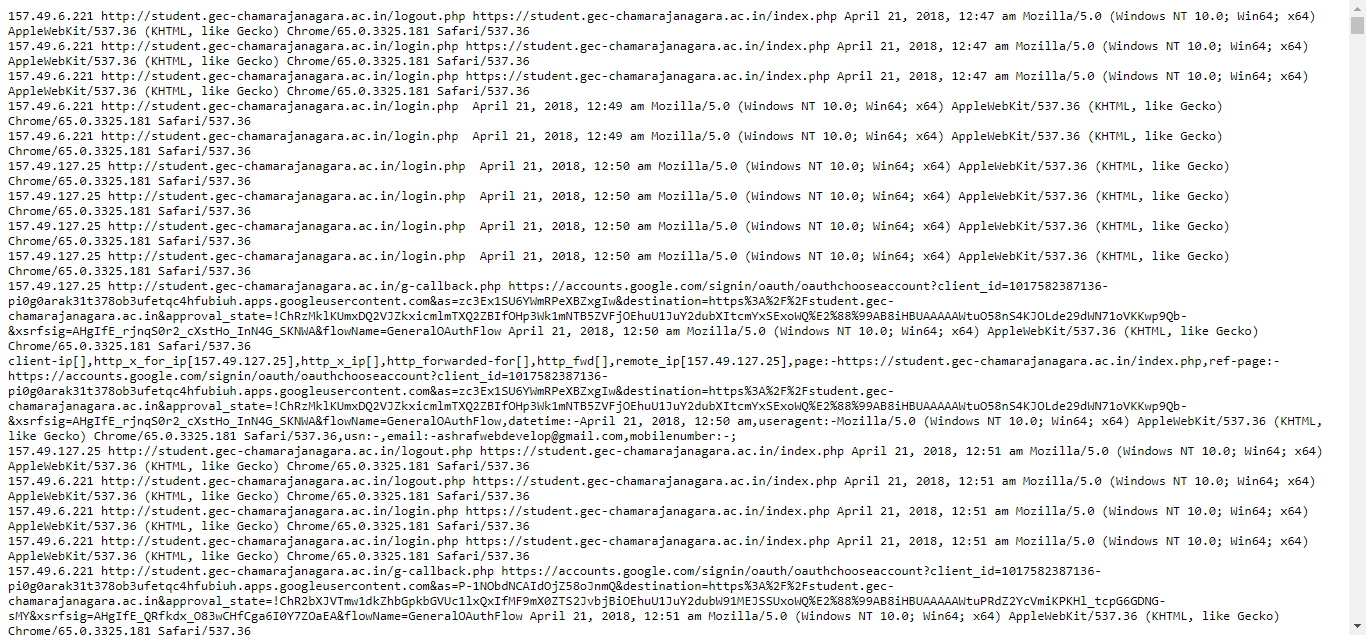 157.49.6.221 http://student.gec-chamarajanagara.ac.in/logout.php https://student.gec-chamarajanagara.ac.in/index.php April 21, 2018, 12:47 am Mozilla/5.0 (Windows NT 10.0; Win64; x64)
AppleWebKit/537.36 (KHTML, like Gecko) Chrome/65.0.3325.181 Safari/537.36
157.49.6.221 http://student.gec-chamarajanagara.ac.in/login.php https://student.gec-chamarajanagara.ac.in/index.php April 21, 2018, 12:47 am Mozilla/5.0 (Windows NT 10.0; Win64; x64)
AppleWebKit/537.36 (KHTML, like Gecko) Chrome/65.0.3325.181 Safari/537.36
157.49.6.221 http://student.gec-chamarajanagara.ac.in/login.php https://student.gec-chamarajanagara.ac.in/index.php April 21, 2018, 12:47 am Mozilla/5.0 (Windows NT 10.0; Win64; x64)
AppleWebKit/537.36 (KHTML, like Gecko) Chrome/65.0.3325.181 Safari/537.36
157.49.6.221 http://student.gec-chamarajanagara.ac.in/login.php  April 21, 2018, 12:49 am Mozilla/5.0 (Windows NT 10.0; Win64; x64) AppleWebKit/537.36 (KHTML, like Gecko)
Chrome/65.0.3325.181 Safari/537.36
157.49.6.221 http://student.gec-chamarajanagara.ac.in/login.php  April 21, 2018, 12:49 am Mozilla/5.0 (Windows NT 10.0; Win64; x64) AppleWebKit/537.36 (KHTML, like Gecko)
Chrome/65.0.3325.181 Safari/537.36
157.49.127.25 http://student.gec-chamarajanagara.ac.in/login.php  April 21, 2018, 12:50 am Mozilla/5.0 (Windows NT 10.0; Win64; x64) AppleWebKit/537.36 (KHTML, like Gecko)
Chrome/65.0.3325.181 Safari/537.36
157.49.127.25 http://student.gec-chamarajanagara.ac.in/login.php  April 21, 2018, 12:50 am Mozilla/5.0 (Windows NT 10.0; Win64; x64) AppleWebKit/537.36 (KHTML, like Gecko)
Chrome/65.0.3325.181 Safari/537.36
157.49.127.25 http://student.gec-chamarajanagara.ac.in/login.php  April 21, 2018, 12:50 am Mozilla/5.0 (Windows NT 10.0; Win64; x64) AppleWebKit/537.36 (KHTML, like Gecko)
Chrome/65.0.3325.181 Safari/537.36
157.49.127.25 http://student.gec-chamarajanagara.ac.in/login.php  April 21, 2018, 12:50 am Mozilla/5.0 (Windows NT 10.0; Win64; x64) AppleWebKit/537.36 (KHTML, like Gecko)
Chrome/65.0.3325.181 Safari/537.36
157.49.127.25 http://student.gec-chamarajanagara.ac.in/g-callback.php https://accounts.google.com/signin/oauth/oauthchooseaccount?client_id=1017582387136-
pi0g0arak31t378ob3ufetqc4hfubiuh.apps.googleusercontent.com&as=zc3Ex1SU6YWmRPeXBZxgIw&destination=https%3A%2F%2Fstudent.gec-
chamarajanagara.ac.in&approval_state=!ChRzMklKUmxDQ2VJZkxicmlmTXQ2ZBIfOHp3Wk1mNTB5ZVFjOEhuU1JuY2dubXItcmYxSExoWQ%E2%88%99AB8iHBUAAAAAWtuO58nS4KJOLde29dWN71oVKKwp9Qb-
&xsrfsig=AHgIfE_rjnqS0r2_cXstHo_InN4G_SKNWA&flowName=GeneralOAuthFlow April 21, 2018, 12:50 am Mozilla/5.0 (Windows NT 10.0; Win64; x64) AppleWebKit/537.36 (KHTML, like Gecko)
Chrome/65.0.3325.181 Safari/537.36
client-ip[],http_x_for_ip[157.49.127.25],http_x_ip[],http_forwarded-for[],http_fwd[],remote_ip[157.49.127.25],page:-https://student.gec-chamarajanagara.ac.in/index.php,ref-page:-
https://accounts.google.com/signin/oauth/oauthchooseaccount?client_id=1017582387136-
pi0g0arak31t378ob3ufetqc4hfubiuh.apps.googleusercontent.com&as=zc3Ex1SU6YWmRPeXBZxgIw&destination=https%3A%2F%2Fstudent.gec-
chamarajanagara.ac.in&approval_state=!ChRzMklKUmxDQ2VJZkxicmlmTXQ2ZBIfOHp3Wk1mNTB5ZVFjOEhuU1JuY2dubXItcmYxSExoWQ%E2%88%99AB8iHBUAAAAAWtuO58nS4KJOLde29dWN71oVKKwp9Qb-
&xsrfsig=AHgIfE_rjnqS0r2_cXstHo_InN4G_SKNWA&flowName=GeneralOAuthFlow,datetime:-April 21, 2018, 12:50 am,useragent:-Mozilla/5.0 (Windows NT 10.0; Win64; x64) AppleWebKit/537.36 (KHTML,
like Gecko) Chrome/65.0.3325.181 Safari/537.36,usn:-,email:-ashrafwebdevelop@gmail.com,mobilenumber:-;
157.49.127.25 http://student.gec-chamarajanagara.ac.in/logout.php https://student.gec-chamarajanagara.ac.in/index.php April 21, 2018, 12:51 am Mozilla/5.0 (Windows NT 10.0; Win64; x64)
AppleWebKit/537.36 (KHTML, like Gecko) Chrome/65.0.3325.181 Safari/537.36
157.49.6.221 http://student.gec-chamarajanagara.ac.in/logout.php https://student.gec-chamarajanagara.ac.in/index.php April 21, 2018, 12:51 am Mozilla/5.0 (Windows NT 10.0; Win64; x64)
AppleWebKit/537.36 (KHTML, like Gecko) Chrome/65.0.3325.181 Safari/537.36
157.49.6.221 http://student.gec-chamarajanagara.ac.in/login.php https://student.gec-chamarajanagara.ac.in/index.php April 21, 2018, 12:51 am Mozilla/5.0 (Windows NT 10.0; Win64; x64)
AppleWebKit/537.36 (KHTML, like Gecko) Chrome/65.0.3325.181 Safari/537.36
157.49.6.221 http://student.gec-chamarajanagara.ac.in/login.php https://student.gec-chamarajanagara.ac.in/index.php April 21, 2018, 12:51 am Mozilla/5.0 (Windows NT 10.0; Win64; x64)
AppleWebKit/537.36 (KHTML, like Gecko) Chrome/65.0.3325.181 Safari/537.36
157.49.6.221 http://student.gec-chamarajanagara.ac.in/g-callback.php https://accounts.google.com/signin/oauth/oauthchooseaccount?client_id=1017582387136-
pi0g0arak31t378ob3ufetqc4hfubiuh.apps.googleusercontent.com&as=P-1NObdNCAIdOjZ58oJnmQ&destination=https%3A%2F%2Fstudent.gec-
chamarajanagara.ac.in&approval_state=!ChR2bXJVTmw1dkZhbGpkbGVUc1lxQxIfMF9mX0ZTS2JvbjBiOEhuU1JuY2dubW91MEJSSUxoWQ%E2%88%99AB8iHBUAAAAAWtuPRdZ2YcVmiKPKHl_tcpG6GDNG-
sMY&xsrfsig=AHgIfE_QRfkdx_O83wCHfCga6I0Y7ZOaEA&flowName=GeneralOAuthFlow April 21, 2018, 12:51 am Mozilla/5.0 (Windows NT 10.0; Win64; x64) AppleWebKit/537.36 (KHTML, like Gecko)
Chrome/65.0.3325.181 Safari/537.36